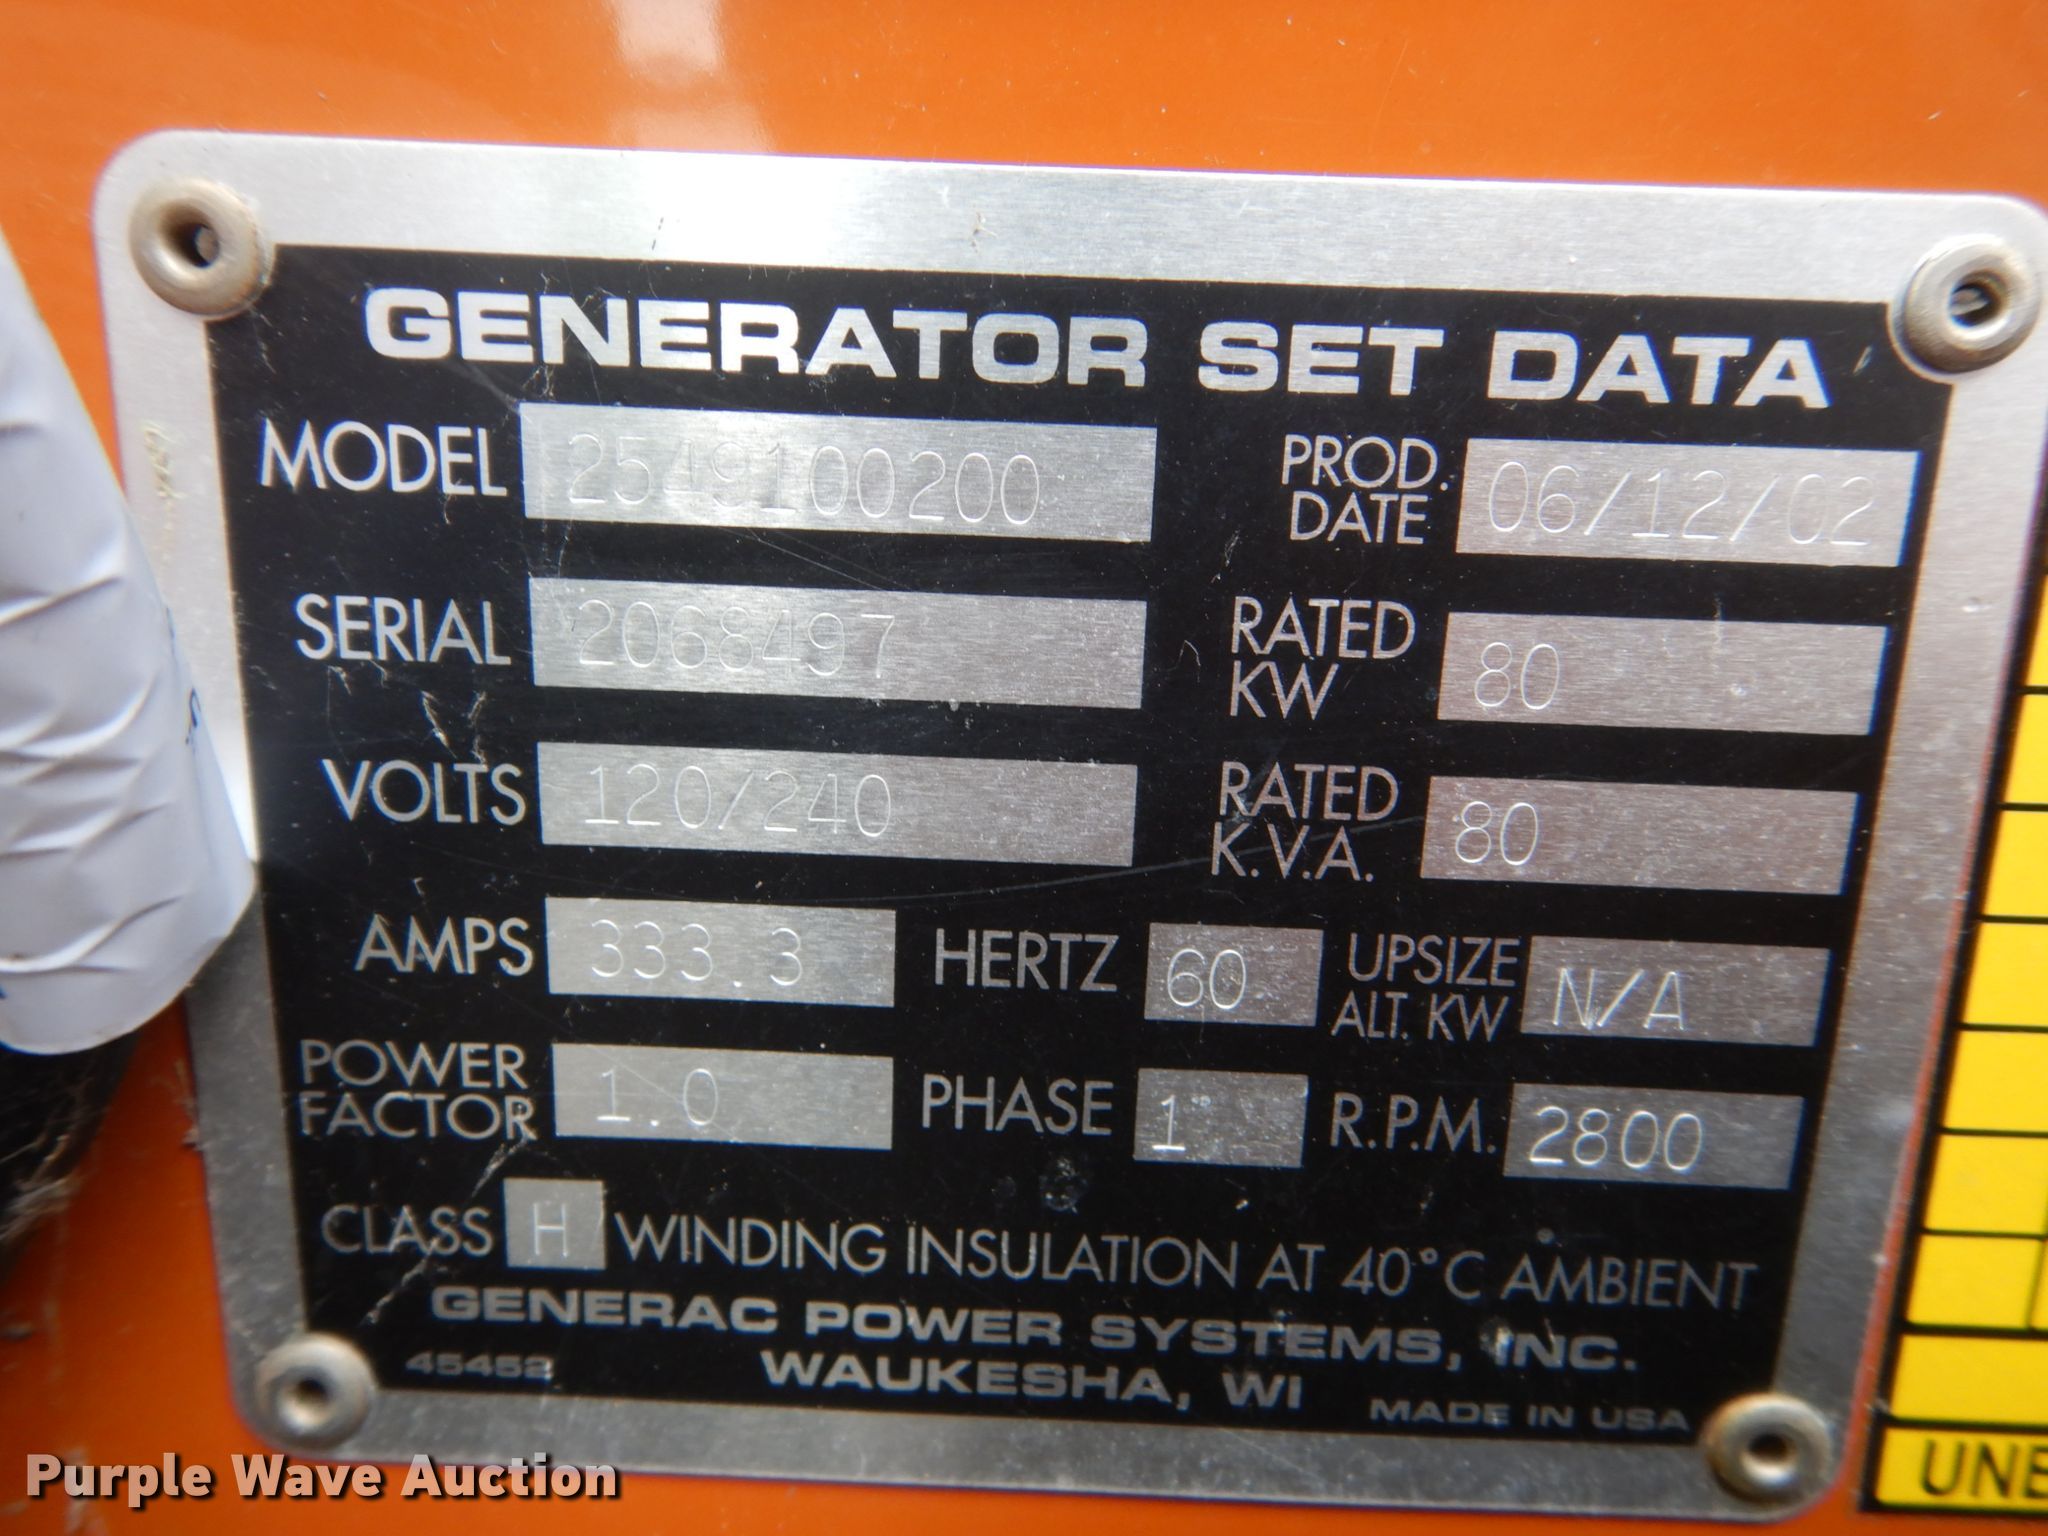 GENERATOR SET DATA
MODEL 2549100200 PROD. DATE 06/12/02
SERIAL 2068497 RATED KW 80
VOLTS 120/240 RATED K.V.A. 80
AMPS 333.3 HERTZ 60 UPSIZE ALT. KW N/A
POWER FACTOR 1.0 PHASE 1 R.P.M. 2800
CLASS H WINDING INSULATION AT 40°C AMBIENT
GENERAC POWER SYSTEMS, INC.
45452 WAUKESHA, WI MADE IN USA
Purple Wave Auction